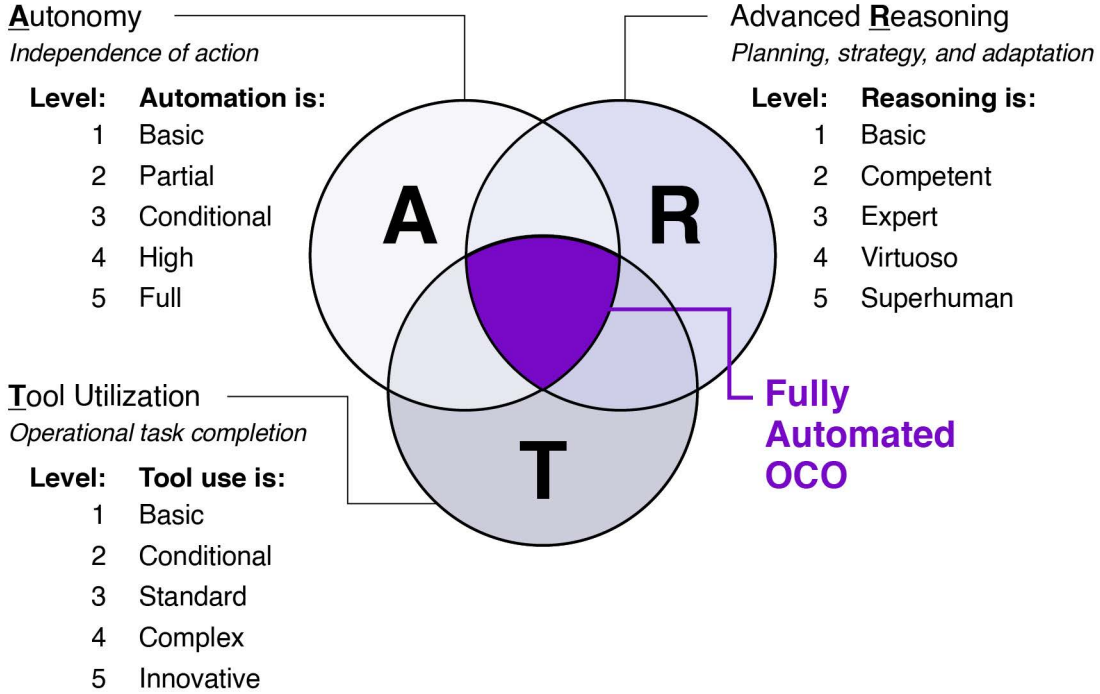 Autonomy
Independence of action
Level: Automation is:
1 Basic
2 Partial
3 Conditional
4 High
5 Full
Advanced Reasoning
Planning, strategy, and adaptation
Level: Reasoning is:
1 Basic
2 Competent
3 Expert
4 Virtuoso
5 Superhuman
A
R
T
Fully
Automated
OCO
Tool Utilization
Operational task completion
Level: Tool use is:
1 Basic
2 Conditional
3 Standard
4 Complex
5 Innovative